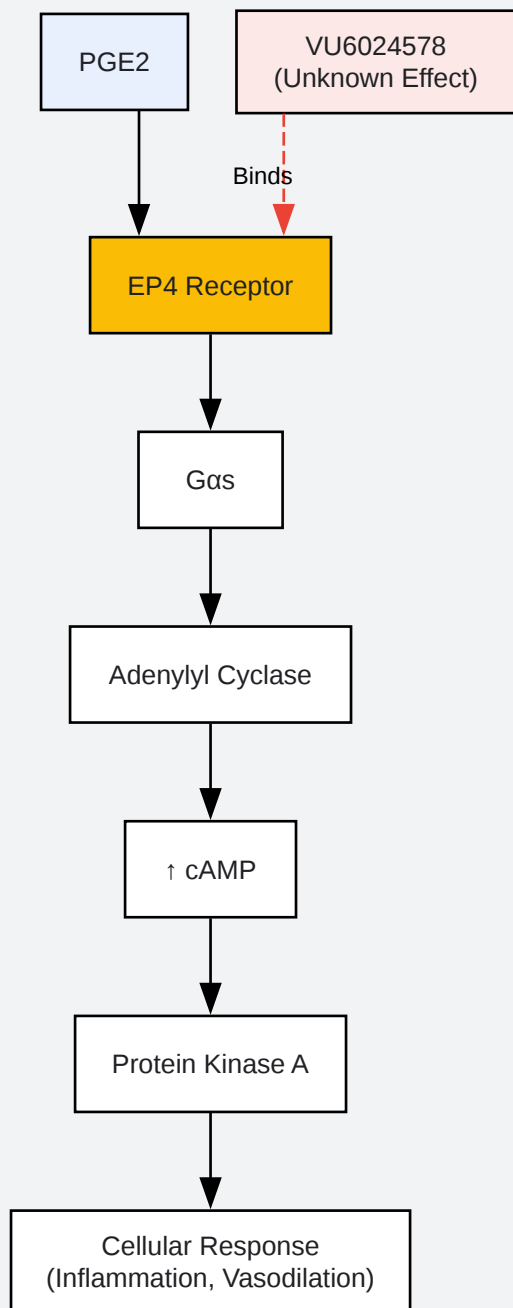 PGE2
VU6024578
(Unknown Effect)
Binds
EP4 Receptor
Gαs
Adenylyl Cyclase
↑ cAMP
Protein Kinase A
Cellular Response
(Inflammation, Vasodilation)